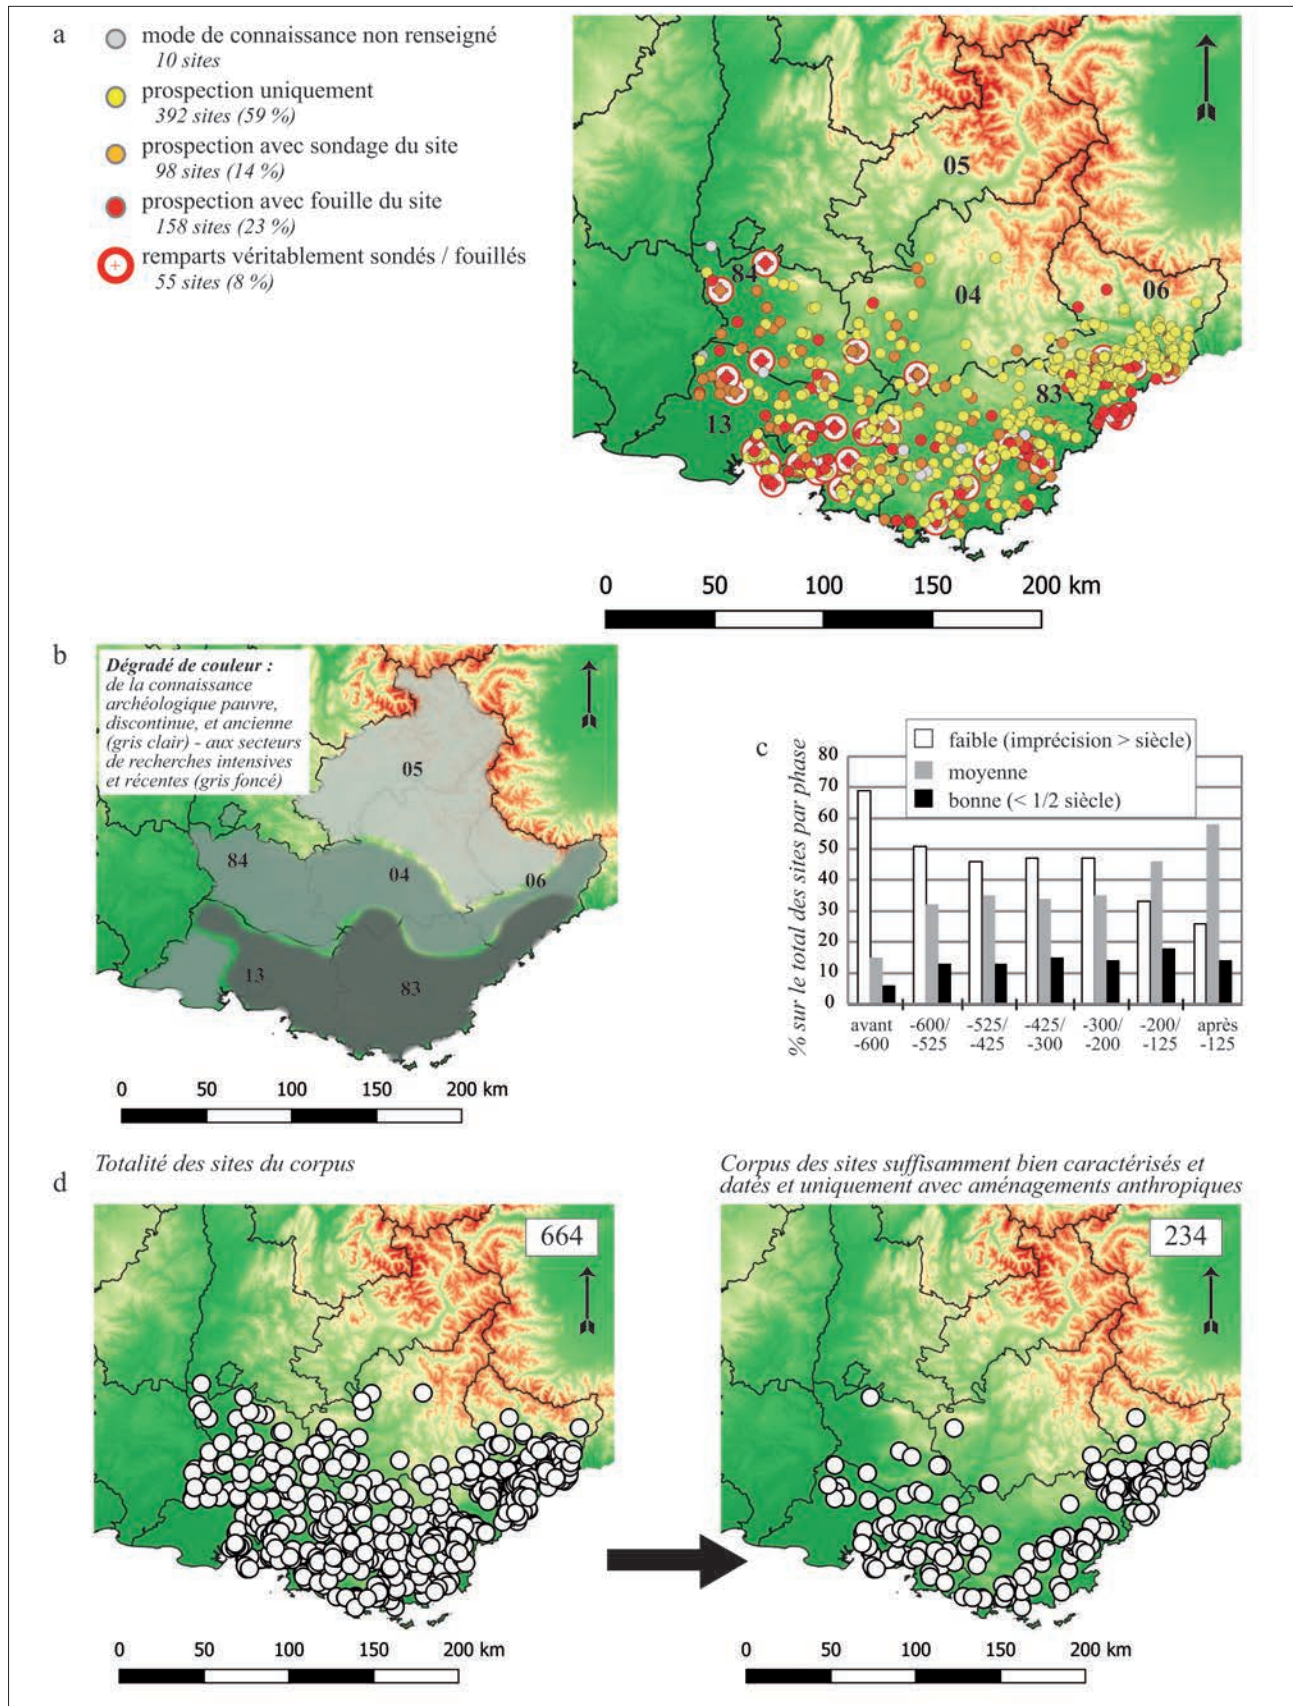 a
mode de connaissance non renseigné
10 sites
prospection uniquement
392 sites (59 %)
prospection avec sondage du site
98 sites (14 %)
prospection avec fouille du site
158 sites (23 %)
remparts véritablement sondés / fouillés
55 sites (8 %)
05
84
04
06
83
13
0 50 100 150 200 km
b
Dégradé de couleur :
de la connaissance
archéologique pauvre,
discontinue, et ancienne
(gris clair) - aux secteurs
de recherches intensives
et récentes (gris foncé)
05
84
04
06
13
83
0 50 100 150 200 km
c
faible (imprécision > siècle)
moyenne
bonne (< 1/2 siècle)
% sur le total des sites par phase
80
70
60
50
40
30
20
10
0
avant -600/ -525/ -425/ -300/ -200/ après
-600 -525 -425 -300 -200 -125 -125
d
Totalité des sites du corpus
664
0 50 100 150 200 km
Corpus des sites suffisamment bien caractérisés et
datés et uniquement avec aménagements anthropiques
234
0 50 100 150 200 km